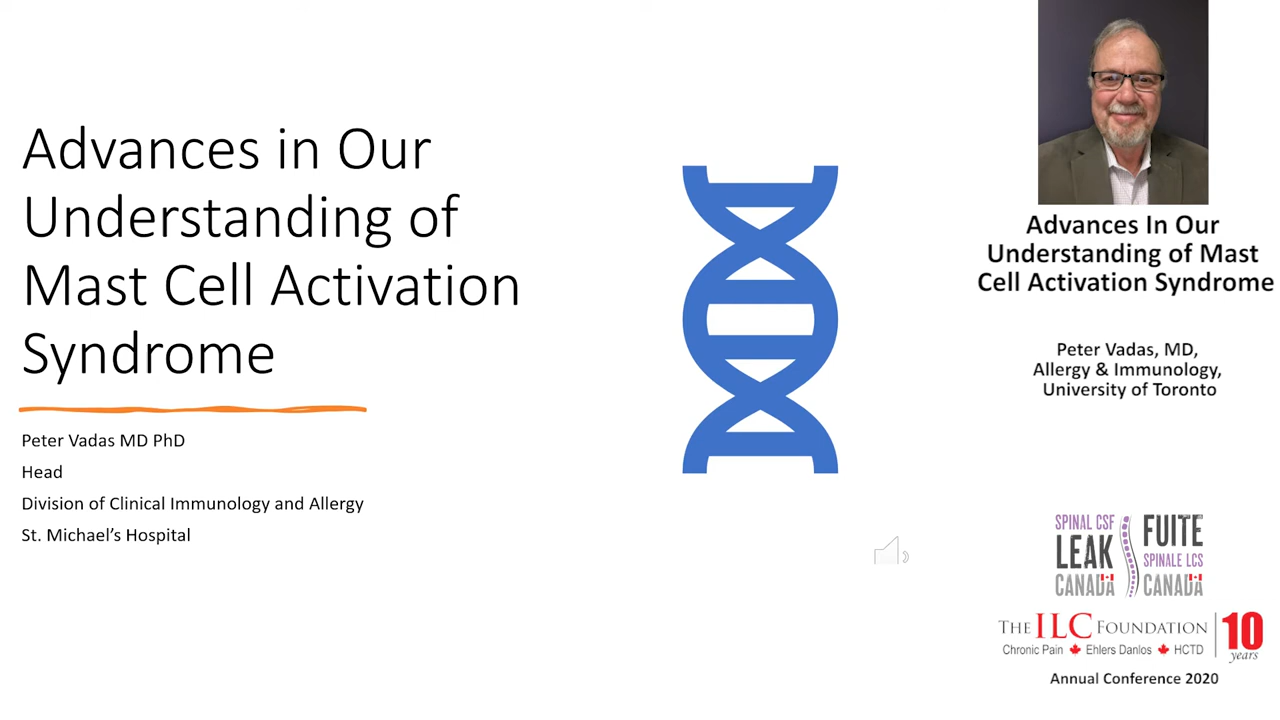 Advances in Our
Understanding of
Mast Cell Activation
Syndrome
Peter Vadas MD PhD
Head
Division of Clinical Immunology and Allergy
St. Michael's Hospital
Advances In Our
Understanding of Mast
Cell Activation Syndrome
Peter Vadas, MD,
Allergy & Immunology,
University of Toronto
SPINAL CSF
LEAK
CANADA
FUITE
SPINALE LCS
CANADA
THE ILC FOUNDATION
Chronic Pain Ehlers Danlos HCTD
10
years
Annual Conference 2020